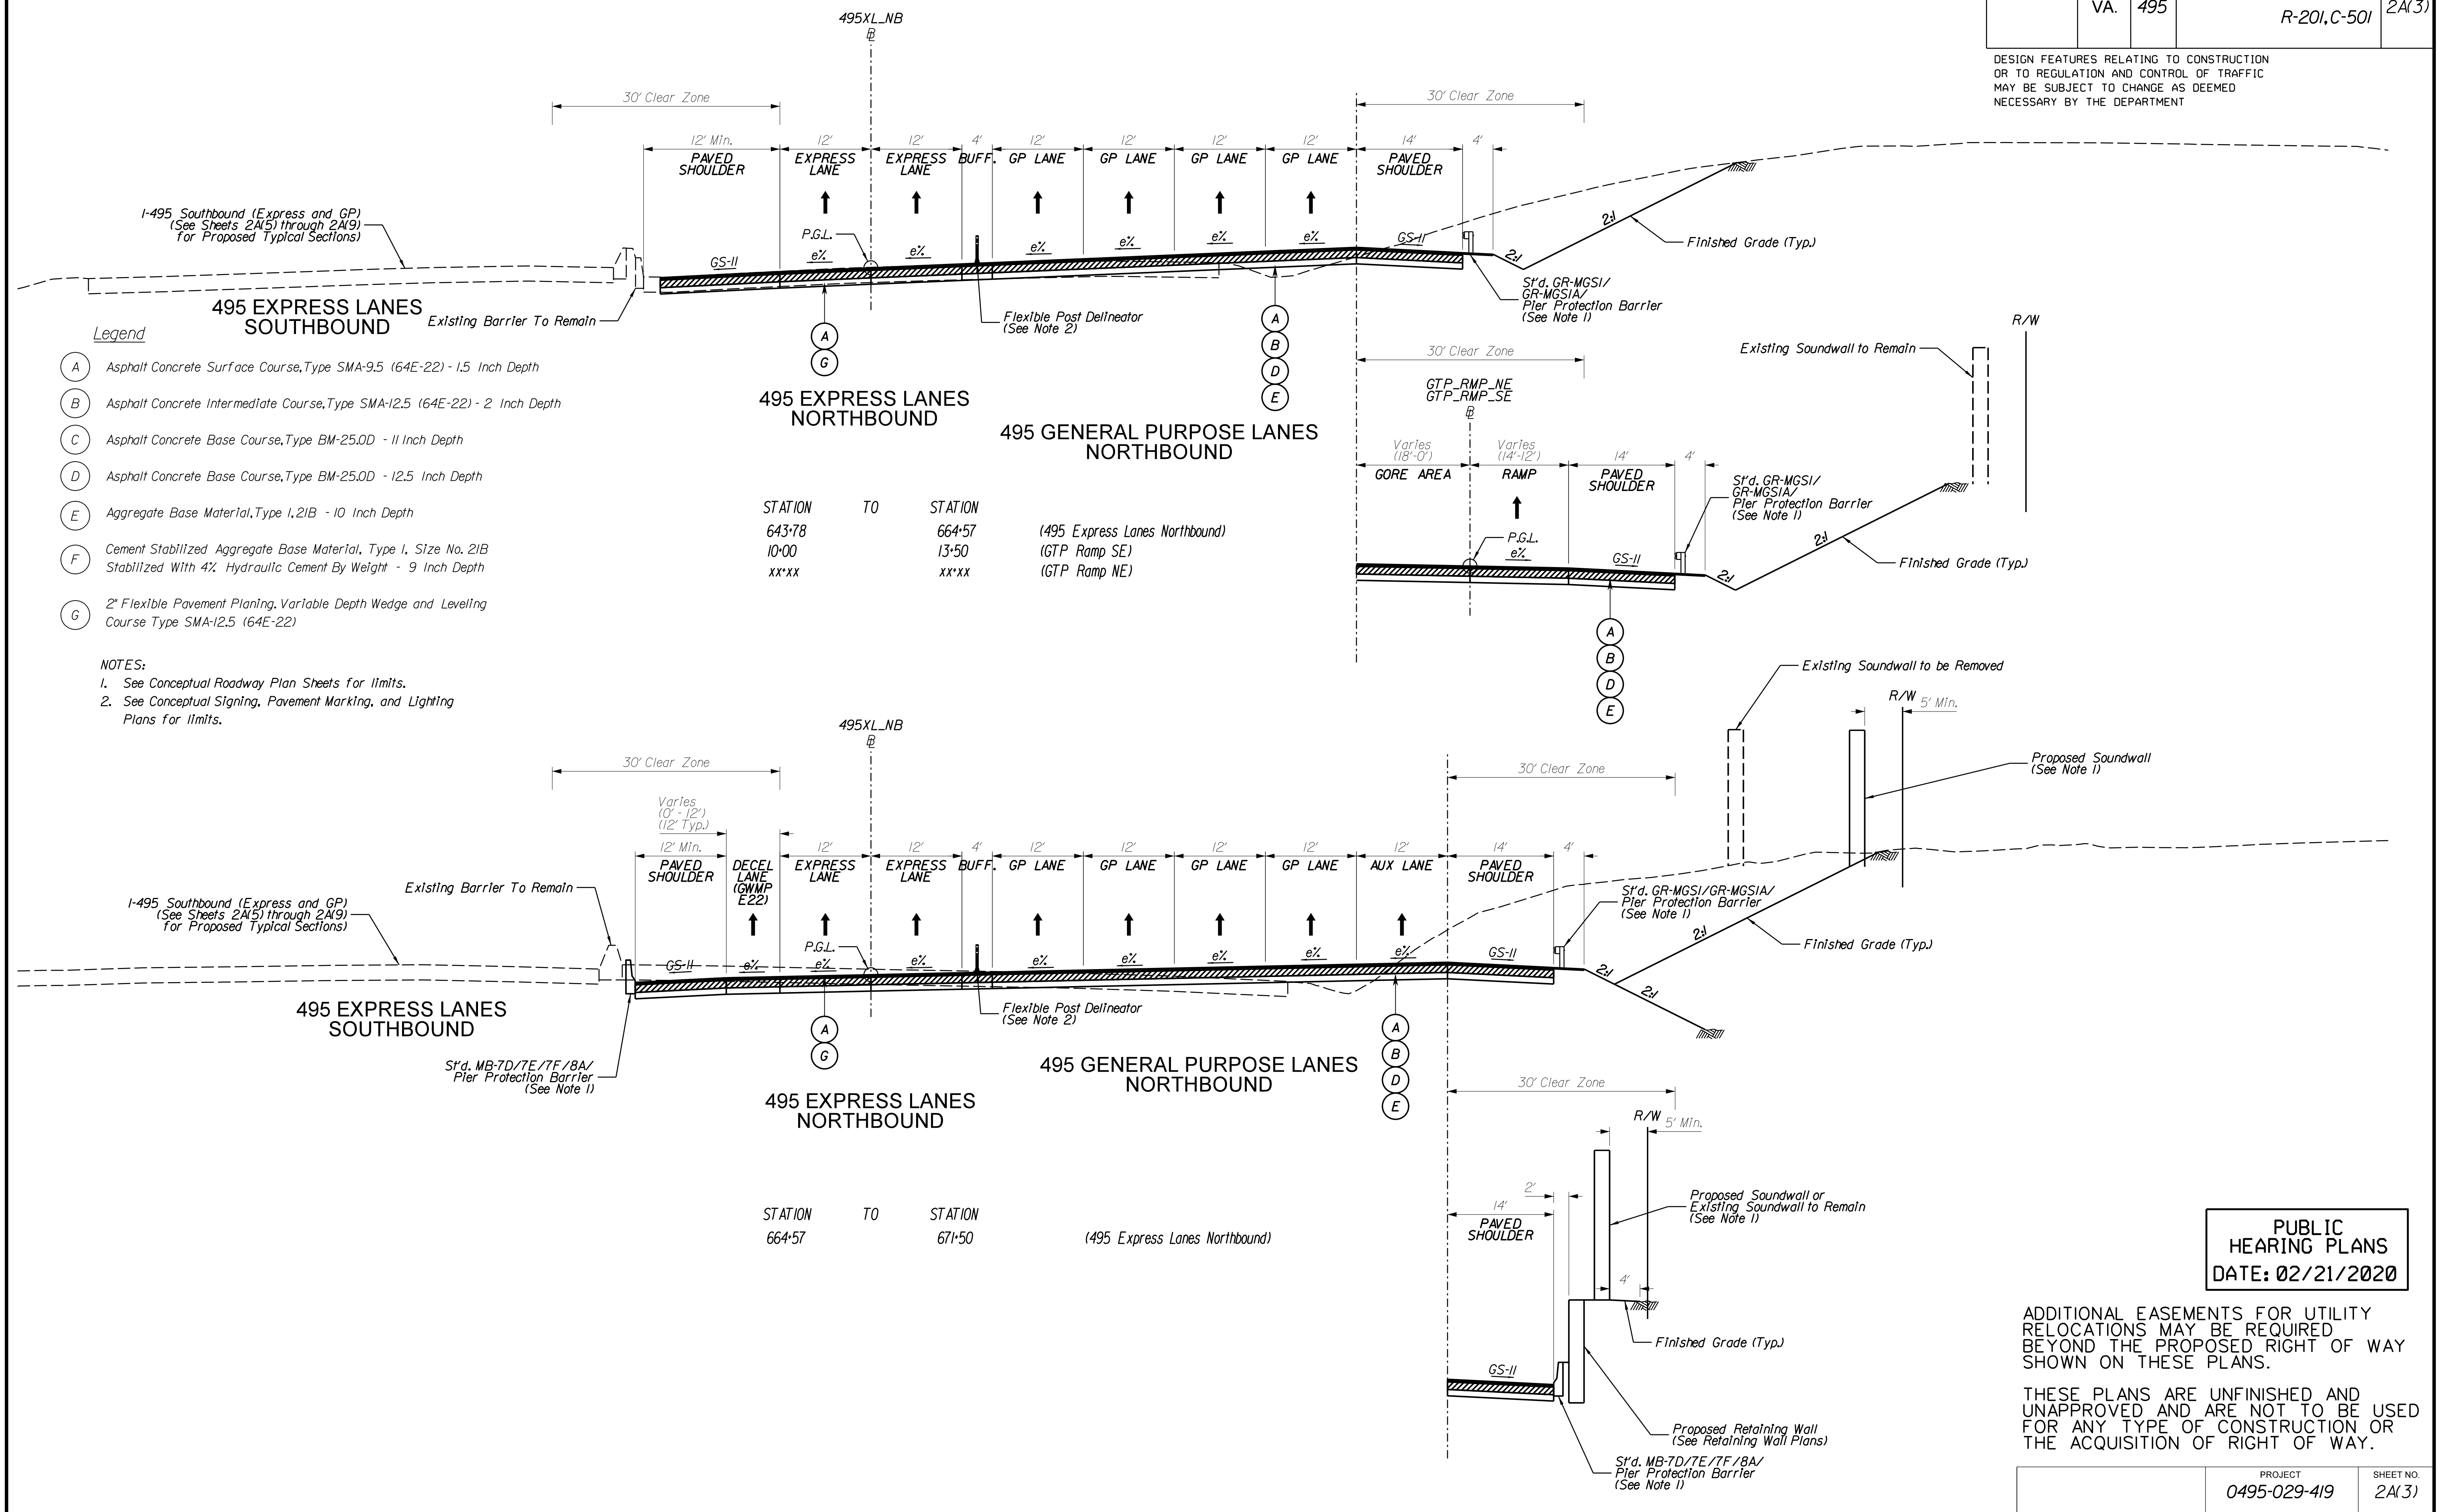 VA.
495
R-201, C-501
2A(3)
DESIGN FEATURES RELATING TO CONSTRUCTION
OR TO REGULATION AND CONTROL OF TRAFFIC
MAY BE SUBJECT TO CHANGE AS DEEMED
NECESSARY BY THE DEPARTMENT
495XL_NB
30' Clear Zone
30' Clear Zone
12' Min.
12'
12'
4'
12'
12'
12'
12'
14'
4'
PAVED
SHOULDER
EXPRESS
LANE
EXPRESS
LANE
BUFF.
GP LANE
GP LANE
GP LANE
GP LANE
PAVED
SHOULDER
I-495 Southbound (Express and GP)
(See Sheets 2A(5) through 2A(9)
for Proposed Typical Sections)
P.G.L.
GS-11
e%
e%
e%
e%
e%
e%
GS-11
2:1
2:1
Finished Grade (Typ.)
St'd. GR-MGS1/
GR-MGS1A/
Pier Protection Barrier
(See Note 1)
495 EXPRESS LANES
SOUTHBOUND
Existing Barrier To Remain
Flexible Post Delineator
(See Note 2)
A
G
A
B
D
E
495 EXPRESS LANES
NORTHBOUND
495 GENERAL PURPOSE LANES
NORTHBOUND
Legend
A Asphalt Concrete Surface Course, Type SMA-9.5 (64E-22) - 1.5 Inch Depth
B Asphalt Concrete Intermediate Course, Type SMA-12.5 (64E-22) - 2 Inch Depth
C Asphalt Concrete Base Course, Type BM-25.0D - 11 Inch Depth
D Asphalt Concrete Base Course, Type BM-25.0D - 12.5 Inch Depth
E Aggregate Base Material, Type 1, 21B - 10 Inch Depth
F Cement Stabilized Aggregate Base Material, Type 1, Size No. 21B
Stabilized With 4% Hydraulic Cement By Weight - 9 Inch Depth
G 2" Flexible Pavement Planing, Variable Depth Wedge and Leveling
Course Type SMA-12.5 (64E-22)
NOTES:
1. See Conceptual Roadway Plan Sheets for limits.
2. See Conceptual Signing, Pavement Marking, and Lighting
Plans for limits.
STATION TO STATION
643+78 664+57 (495 Express Lanes Northbound)
10+00 13+50 (GTP Ramp SE)
xx+xx xx+xx (GTP Ramp NE)
30' Clear Zone
GTP_RMP_NE
GTP_RMP_SE
Varies
(18'-0')
Varies
(14'-12')
14'
4'
GORE AREA
RAMP
PAVED
SHOULDER
P.G.L.
e%
GS-11
St'd. GR-MGS1/
GR-MGS1A/
Pier Protection Barrier
(See Note 1)
Existing Soundwall to Remain
R/W
2:1
2:1
Finished Grade (Typ.)
A
B
D
E
495XL_NB
30' Clear Zone
30' Clear Zone
Varies
(0' - 12')
(12' Typ.)
12' Min.
12'
12'
4'
12'
12'
12'
12'
12'
14'
4'
PAVED
SHOULDER
DECEL
LANE
(GWMP
E22)
EXPRESS
LANE
EXPRESS
LANE
BUFF.
GP LANE
GP LANE
GP LANE
GP LANE
AUX LANE
PAVED
SHOULDER
Existing Soundwall to be Removed
R/W
5' Min.
Proposed Soundwall
(See Note 1)
Existing Barrier To Remain
I-495 Southbound (Express and GP)
(See Sheets 2A(5) through 2A(9)
for Proposed Typical Sections)
St'd. GR-MGS1/GR-MGS1A/
Pier Protection Barrier
(See Note 1)
P.G.L.
GS-11
e%
e%
e%
e%
e%
e%
e%
e%
GS-11
2:1
2:1
2:1
Finished Grade (Typ.)
495 EXPRESS LANES
SOUTHBOUND
St'd. MB-7D/7E/7F/8A/
Pier Protection Barrier
(See Note 1)
Flexible Post Delineator
(See Note 2)
A
G
A
B
D
E
495 EXPRESS LANES
NORTHBOUND
495 GENERAL PURPOSE LANES
NORTHBOUND
STATION TO STATION
664+57 671+50 (495 Express Lanes Northbound)
30' Clear Zone
R/W
5' Min.
2'
14'
PAVED
SHOULDER
Proposed Soundwall or
Existing Soundwall to Remain
(See Note 1)
4'
Finished Grade (Typ.)
GS-11
Proposed Retaining Wall
(See Retaining Wall Plans)
St'd. MB-7D/7E/7F/8A/
Pier Protection Barrier
(See Note 1)
PUBLIC
HEARING PLANS
DATE: 02/21/2020
ADDITIONAL EASEMENTS FOR UTILITY
RELOCATIONS MAY BE REQUIRED
BEYOND THE PROPOSED RIGHT OF WAY
SHOWN ON THESE PLANS.
THESE PLANS ARE UNFINISHED AND
UNAPPROVED AND ARE NOT TO BE USED
FOR ANY TYPE OF CONSTRUCTION OR
THE ACQUISITION OF RIGHT OF WAY.
PROJECT
0495-029-419
SHEET NO.
2A(3)